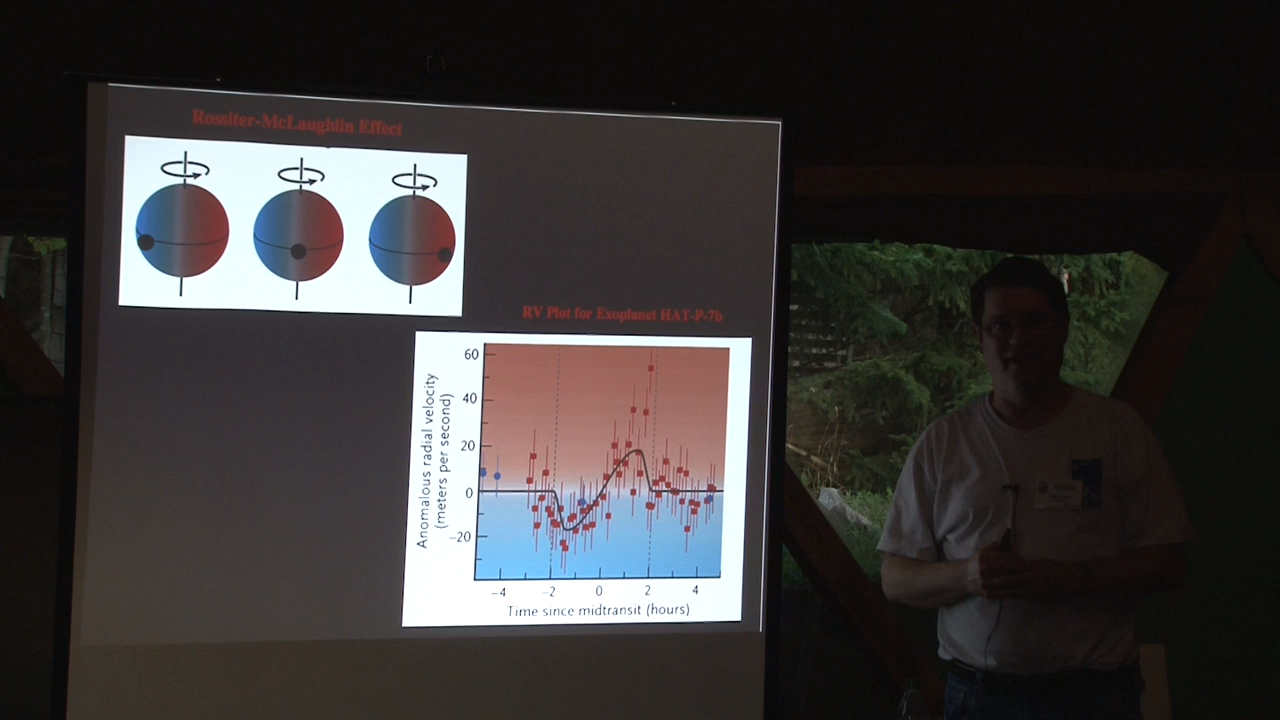 Rossiter-McLaughlin Effect
RV Plot for Exoplanet HAT-P-7b
Anomalous radial velocity
(meters per second)
60
40
20
0
−20
−4 −2 0 2 4
Time since midtransit (hours)